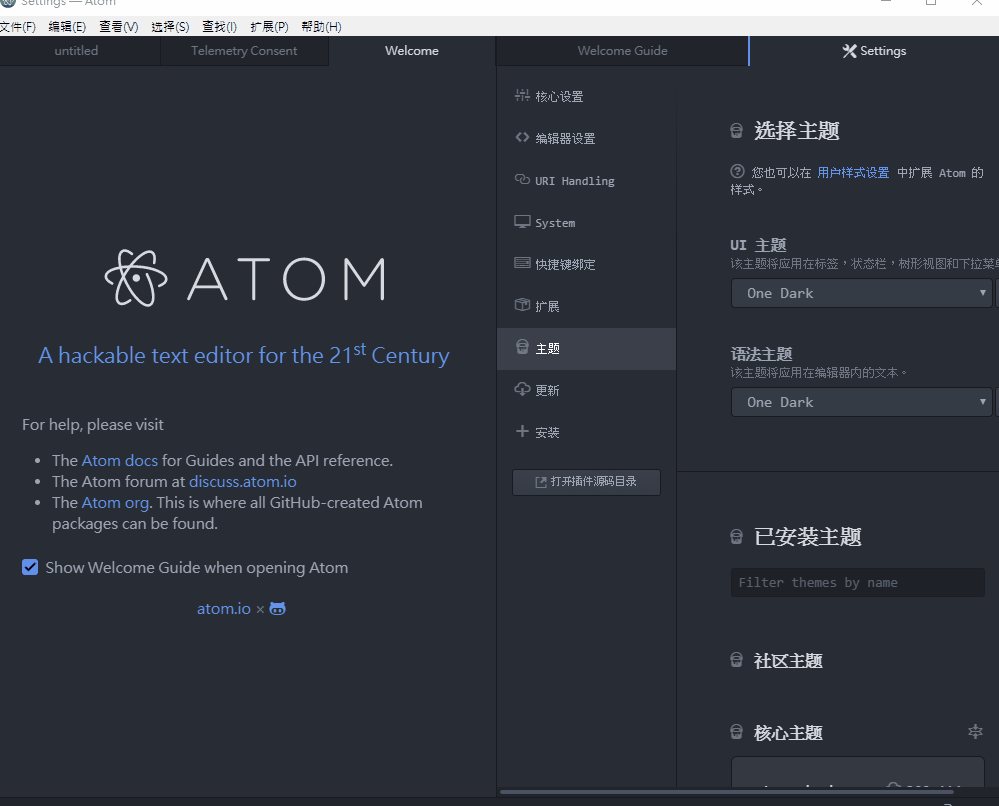 Settings — Atom
文件(F) 编辑(E) 查看(V) 选择(S) 查找(I) 扩展(P) 帮助(H)
untitled Telemetry Consent Welcome Welcome Guide Settings
ATOM
A hackable text editor for the 21st Century
For help, please visit
• The Atom docs for Guides and the API reference.
• The Atom forum at discuss.atom.io
• The Atom org. This is where all GitHub-created Atom
packages can be found.
Show Welcome Guide when opening Atom
atom.io ×
核心设置
编辑器设置
URI Handling
System
快捷键绑定
扩展
主题
更新
安装
打开插件源码目录
选择主题
您也可以在 用户样式设置 中扩展 Atom 的
样式。
UI 主题
该主题将应用在标签，状态栏，树形视图和下拉菜单
One Dark
语法主题
该主题将应用在编辑器内的文本。
One Dark
已安装主题
Filter themes by name
社区主题
核心主题